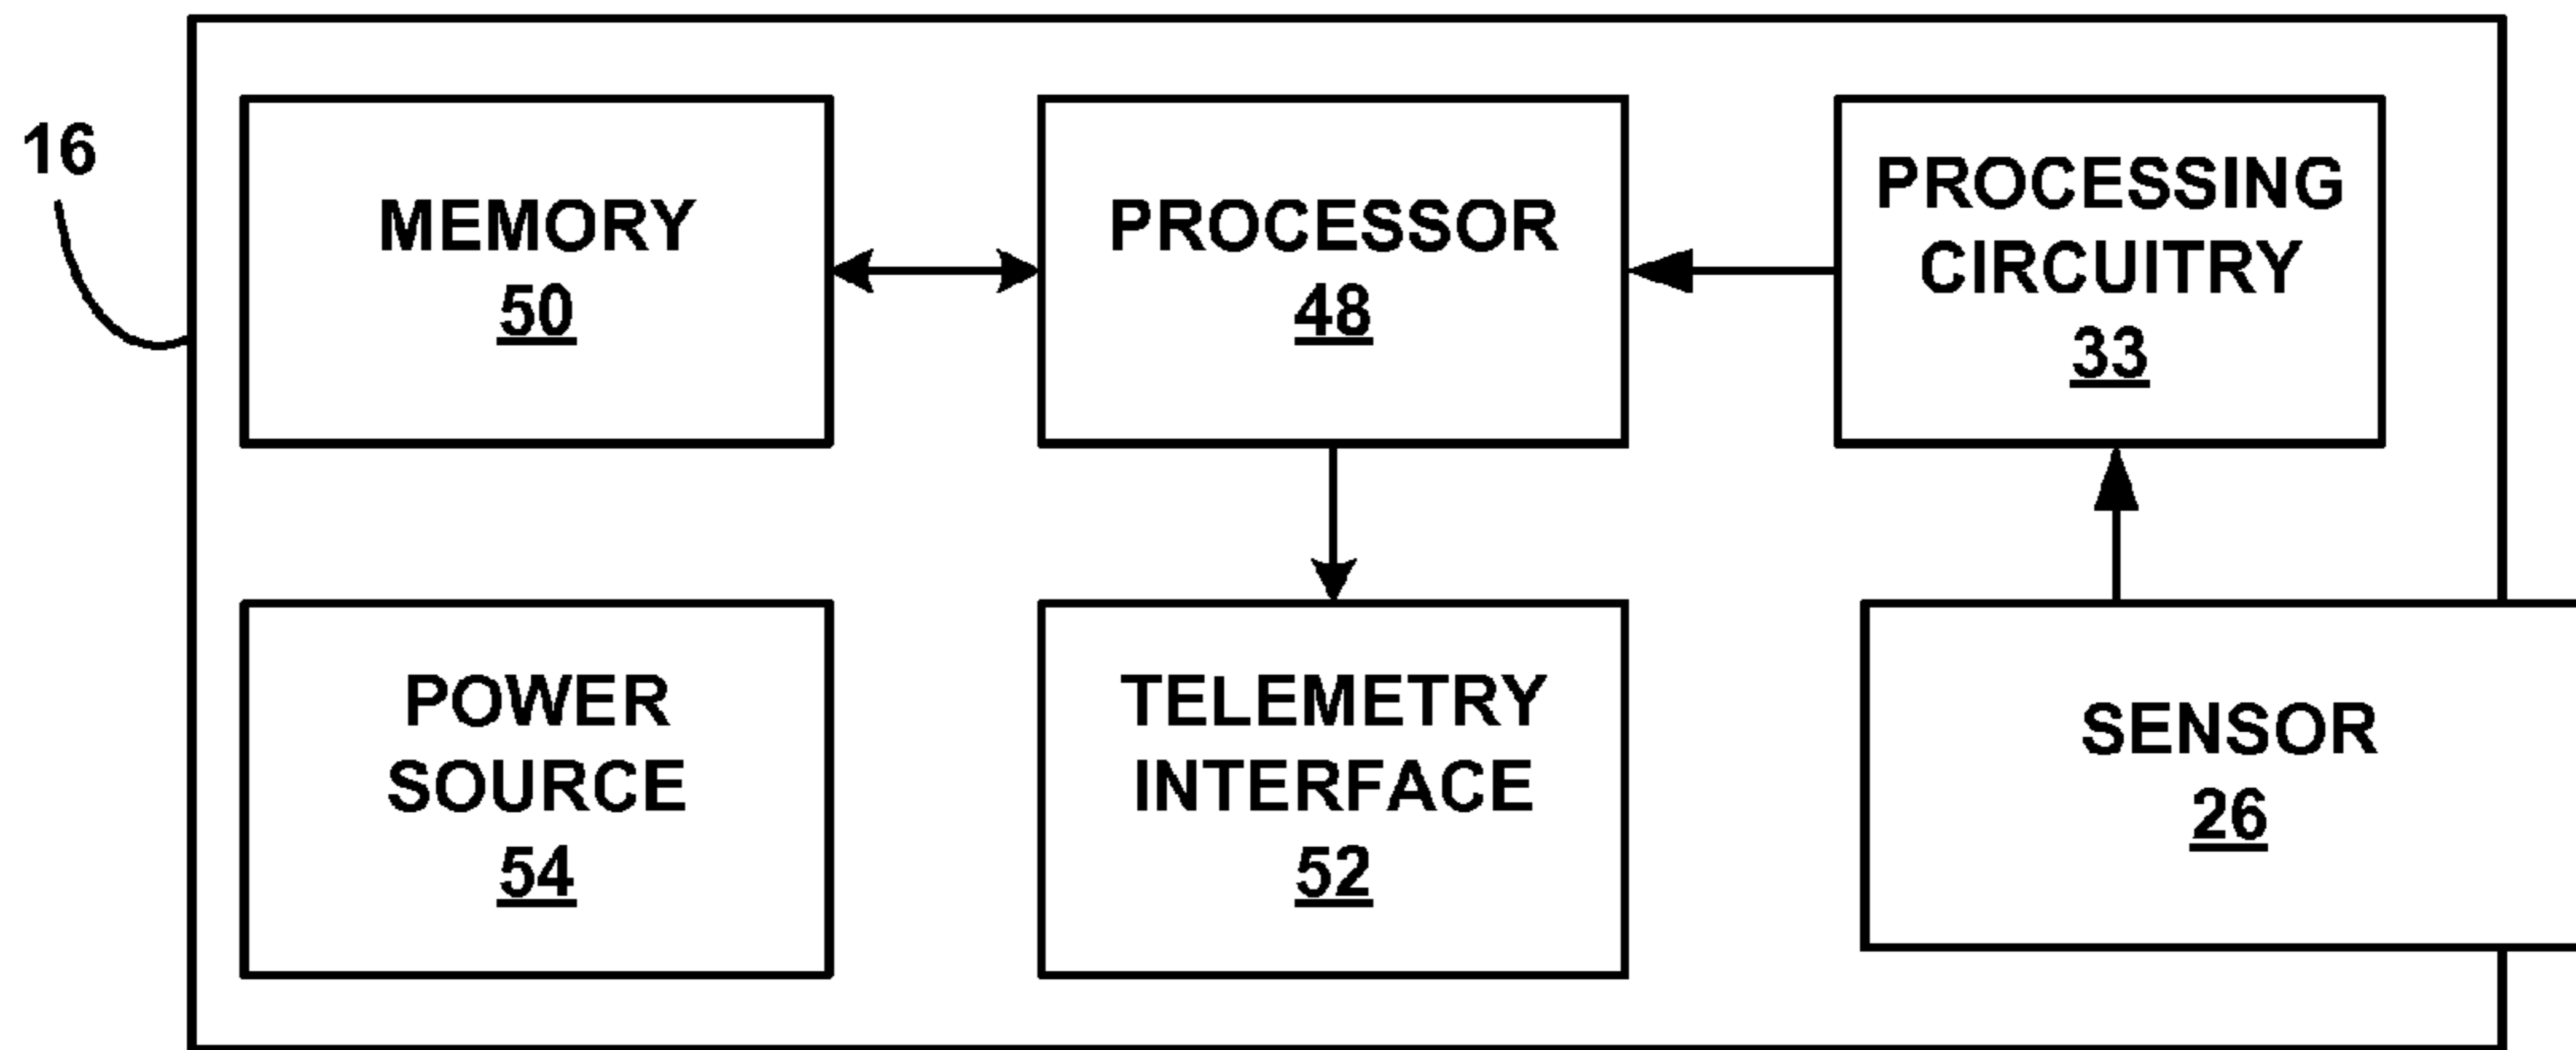 16
MEMORY
50
PROCESSOR
48
PROCESSING
CIRCUITRY
33
POWER
SOURCE
54
TELEMETRY
INTERFACE
52
SENSOR
26